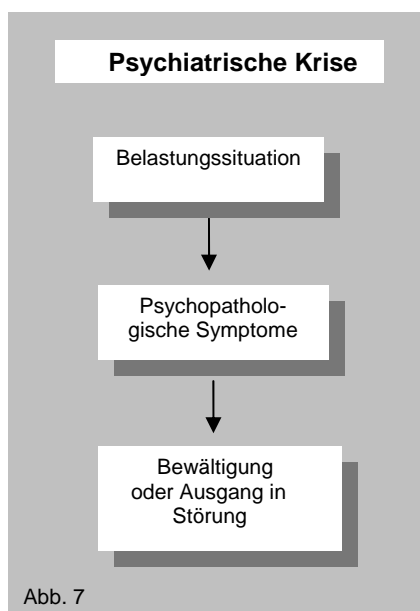 Psychiatrische Krise
Belastungssituation
Psychopatholo-
gische Symptome
Bewältigung
oder Ausgang in
Störung
Abb. 7